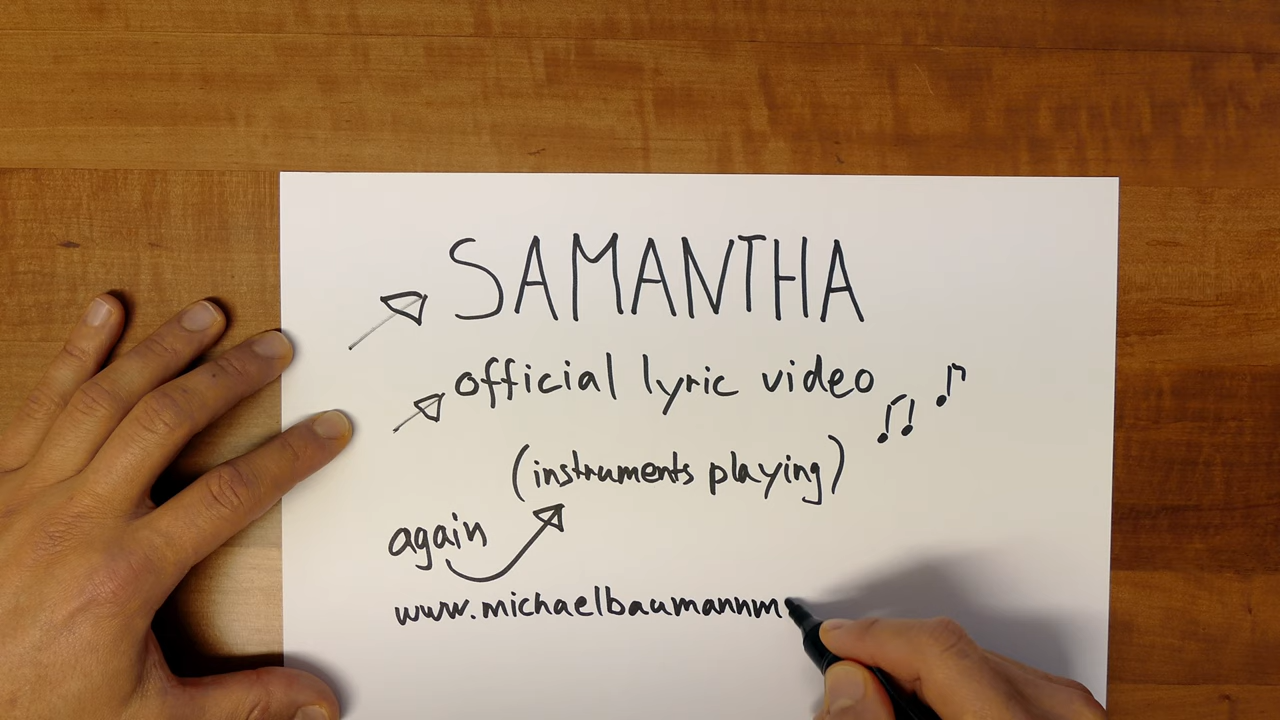 SAMANTHA
official lyric video
(instruments playing)
again
www.michaelbaumannm